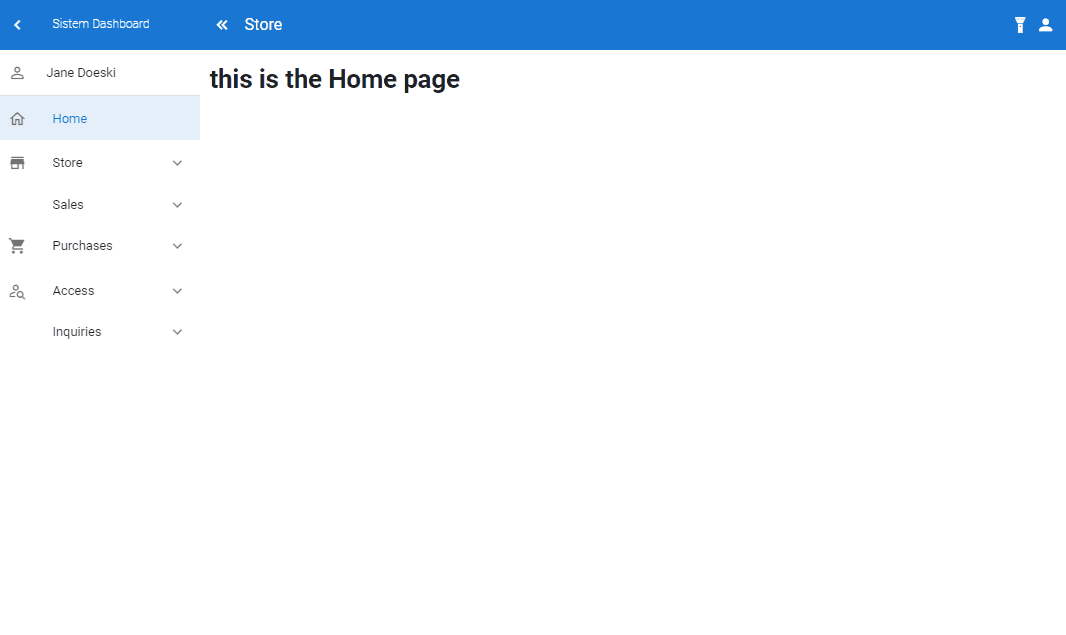 Sistem Dashboard
Store
Jane Doeski
this is the Home page
Home
Store
Sales
Purchases
Access
Inquiries